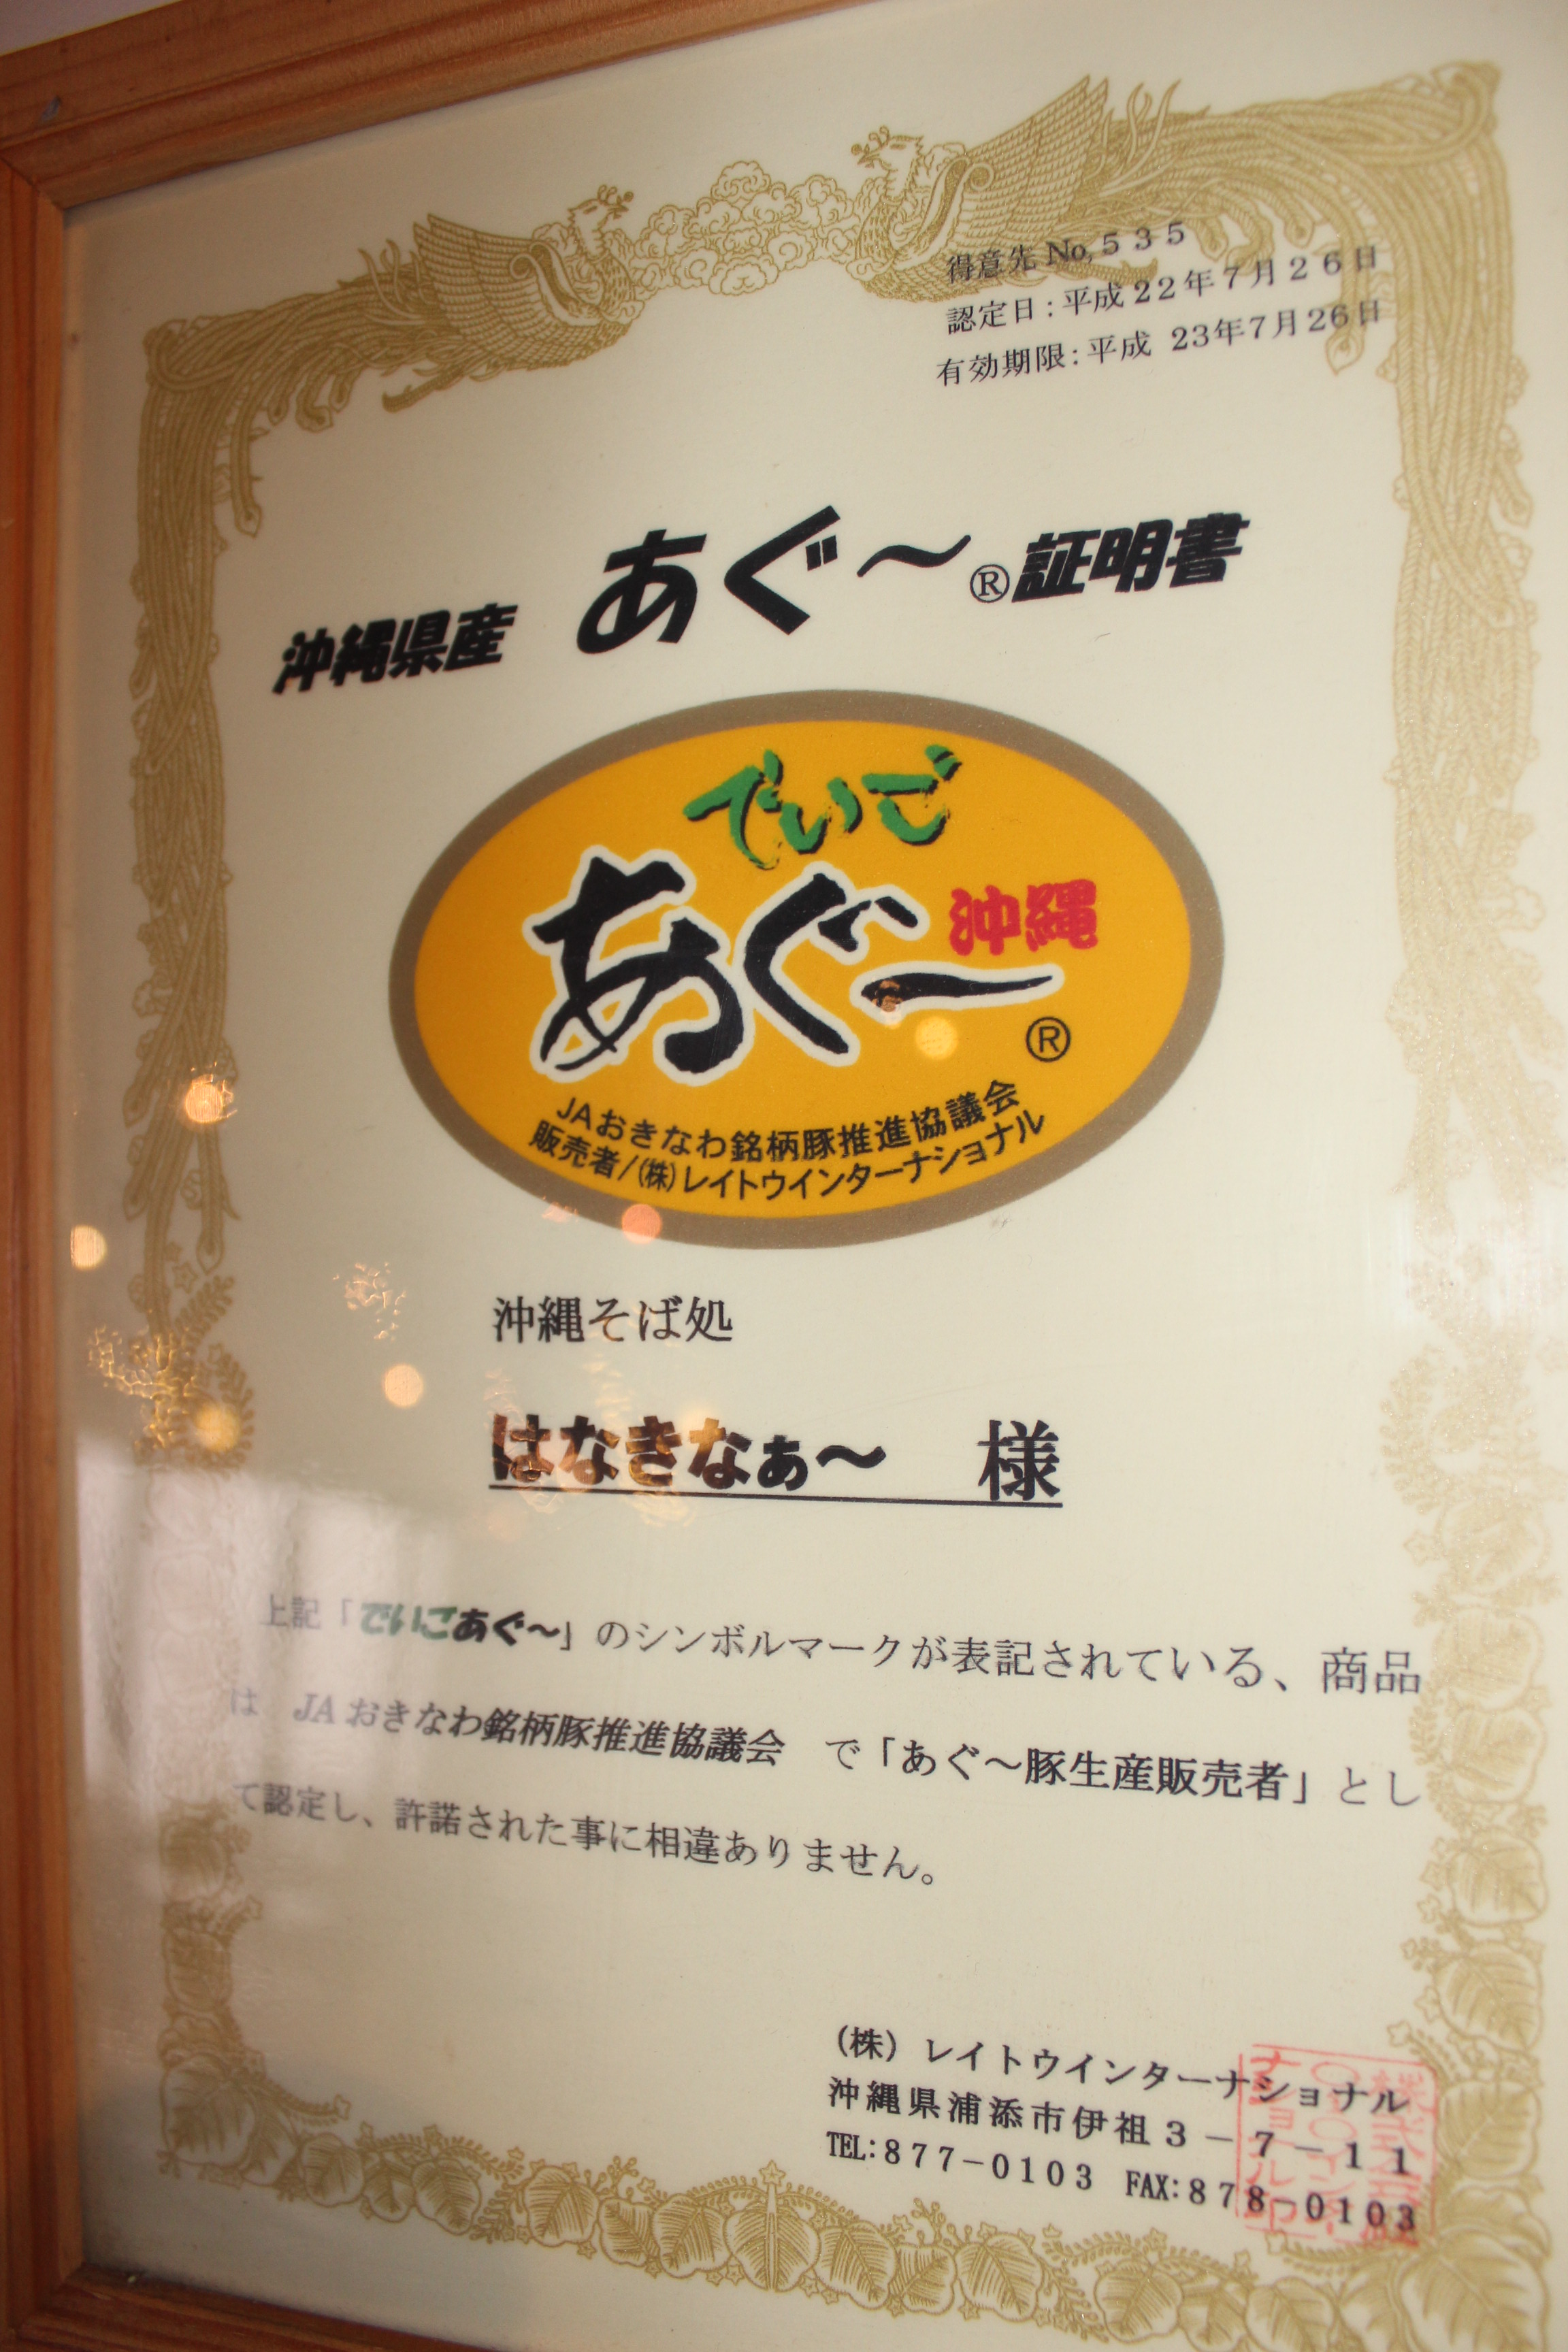 得意先 No,535
認定日:平成22年7月26日
有効期限:平成 23年7月26日
沖縄県産 あぐ〜®証明書
でいご
あぐー 沖縄
®
JAおきなわ銘柄豚推進協議会
販売者/(株)レイトウインターナショナル
沖縄そば処
はなきなぁ〜 様
上記「でいごあぐ〜」のシンボルマークが表記されている、商品
は JAおきなわ銘柄豚推進協議会 で「あぐ〜豚生産販売者」とし
て認定し、許諾された事に相違ありません。
(株)レイトウインターナショナル
沖縄県浦添市伊祖3-7-11
TEL:877-0103 FAX:878-0103